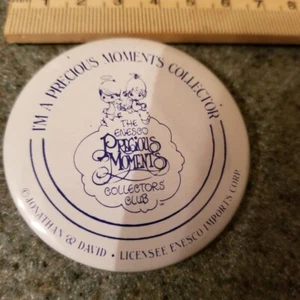 I'M A PRECIOUS MOMENTS COLLECTOR
THE
ENESCO
PRECIOUS
MOMENTS
COLLECTORS
CLUB
© JONATHAN & DAVID • LICENSEE ENESCO IMPORTS CORP